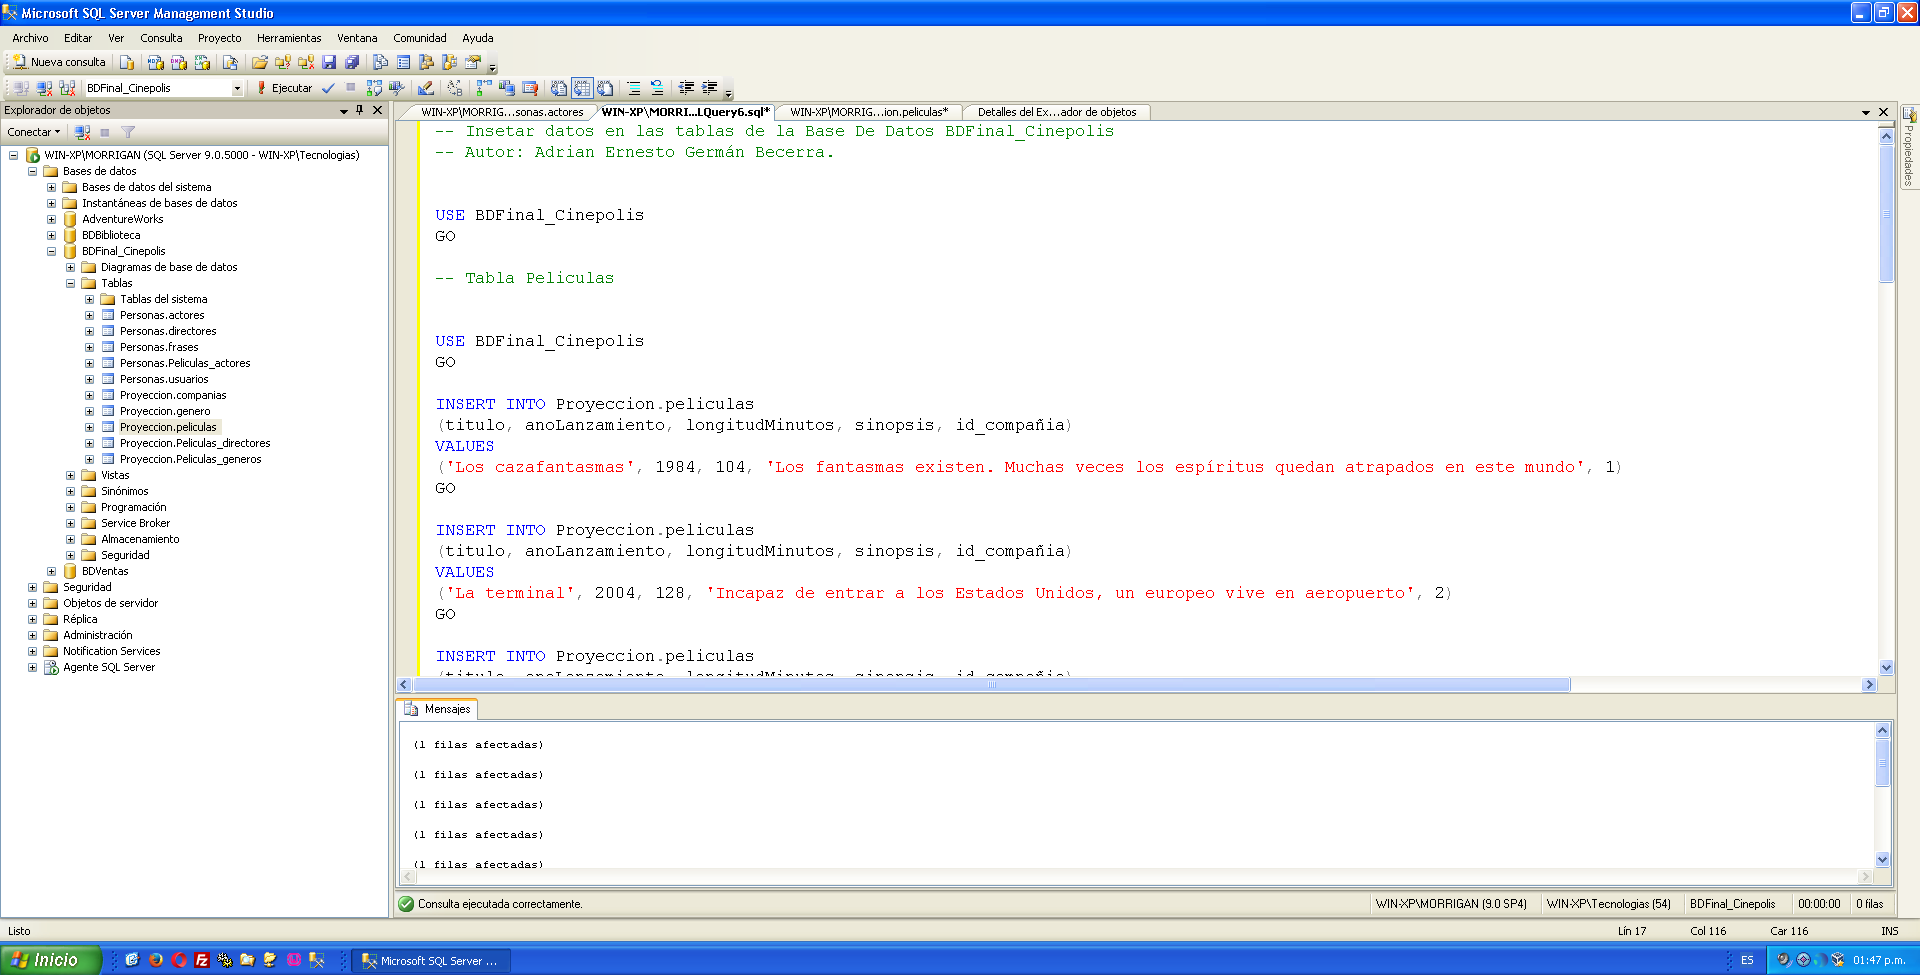 Microsoft SQL Server Management Studio
Archivo Editar Ver Consulta Proyecto Herramientas Ventana Comunidad Ayuda
Nueva consulta
BDFinal_Cinepolis Ejecutar
Explorador de objetos
Conectar
WIN-XP\MORRIGAN (SQL Server 9.0.5000 - WIN-XP\Tecnologias)
Bases de datos
Bases de datos del sistema
Instantáneas de bases de datos
AdventureWorks
BDBiblioteca
BDFinal_Cinepolis
Diagramas de base de datos
Tablas
Tablas del sistema
Personas.actores
Personas.directores
Personas.frases
Personas.Peliculas_actores
Personas.usuarios
Proyeccion.companias
Proyeccion.genero
Proyeccion.peliculas
Proyeccion.Peliculas_directores
Proyeccion.Peliculas_generos
Vistas
Sinónimos
Programación
Service Broker
Almacenamiento
Seguridad
BDVentas
Seguridad
Objetos de servidor
Réplica
Administración
Notification Services
Agente SQL Server
WIN-XP\MORRIG...sonas.actores WIN-XP\MORRI...LQuery6.sql* WIN-XP\MORRIG...ion.peliculas* Detalles del Ex...ador de objetos
-- Insetar datos en las tablas de la Base De Datos BDFinal_Cinepolis
-- Autor: Adrian Ernesto Germán Becerra.
USE BDFinal_Cinepolis
GO
-- Tabla Peliculas
USE BDFinal_Cinepolis
GO
INSERT INTO Proyeccion.peliculas
(titulo, anoLanzamiento, longitudMinutos, sinopsis, id_compañia)
VALUES
('Los cazafantasmas', 1984, 104, 'Los fantasmas existen. Muchas veces los espíritus quedan atrapados en este mundo', 1)
GO
INSERT INTO Proyeccion.peliculas
(titulo, anoLanzamiento, longitudMinutos, sinopsis, id_compañia)
VALUES
('La terminal', 2004, 128, 'Incapaz de entrar a los Estados Unidos, un europeo vive en aeropuerto', 2)
GO
INSERT INTO Proyeccion.peliculas
(titulo, anoLanzamiento, longitudMinutos, sinopsis, id_compañia)
Propiedades
Mensajes
(1 filas afectadas)
(1 filas afectadas)
(1 filas afectadas)
(1 filas afectadas)
(1 filas afectadas)
Consulta ejecutada correctamente. WIN-XP\MORRIGAN (9.0 SP4) WIN-XP\Tecnologias (54) BDFinal_Cinepolis 00:00:00 0 filas
Listo Lín 17 Col 116 Car 116 INS
Inicio Microsoft SQL Server ... ES 01:47 p.m.